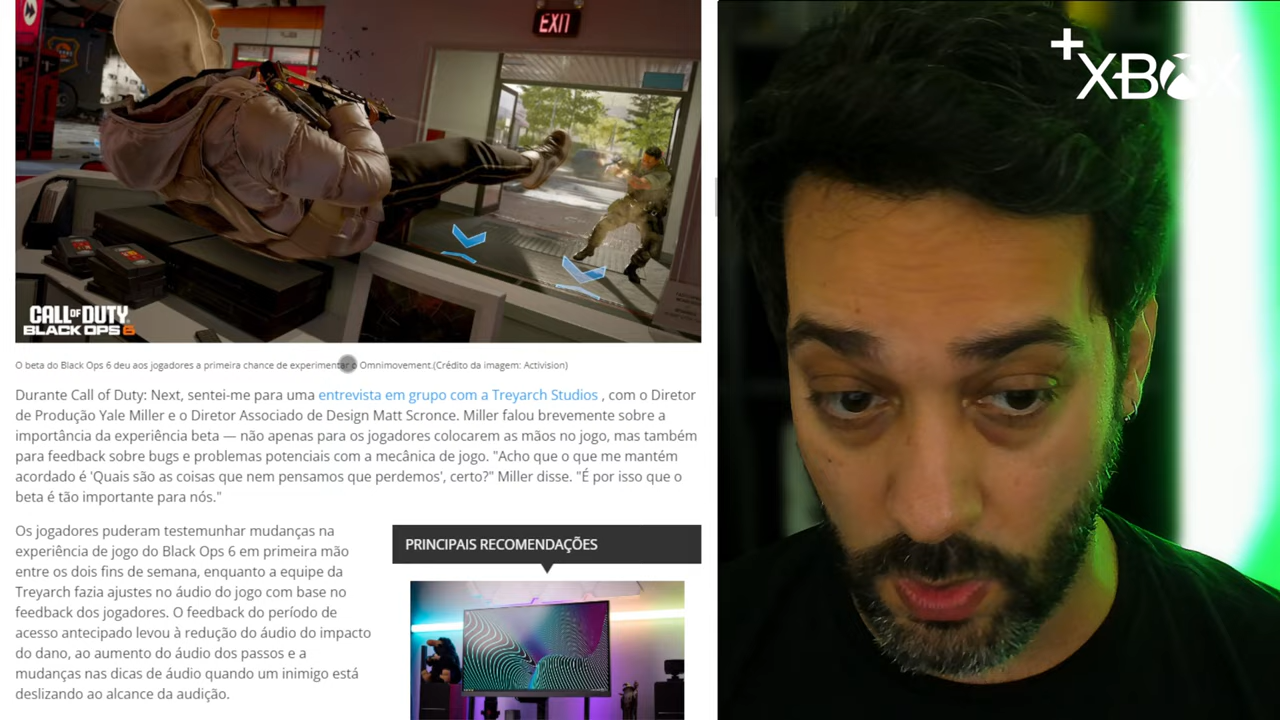 EXIT
+XBOX
CALL OF DUTY
BLACK OPS 6
O beta do Black Ops 6 deu aos jogadores a primeira chance de experimentar o Omnimovement.(Crédito da imagem: Activision)
Durante Call of Duty: Next, sentei-me para uma entrevista em grupo com a Treyarch Studios , com o Diretor
de Produção Yale Miller e o Diretor Associado de Design Matt Scronce. Miller falou brevemente sobre a
importância da experiência beta — não apenas para os jogadores colocarem as mãos no jogo, mas também
para feedback sobre bugs e problemas potenciais com a mecânica de jogo. "Acho que o que me mantém
acordado é 'Quais são as coisas que nem pensamos que perdemos', certo?" Miller disse. "É por isso que o
beta é tão importante para nós."
Os jogadores puderam testemunhar mudanças na
experiência de jogo do Black Ops 6 em primeira mão
entre os dois fins de semana, enquanto a equipe da
Treyarch fazia ajustes no áudio do jogo com base no
feedback dos jogadores. O feedback do período de
acesso antecipado levou à redução do áudio do impacto
do dano, ao aumento do áudio dos passos e a
mudanças nas dicas de áudio quando um inimigo está
deslizando ao alcance da audição.
PRINCIPAIS RECOMENDAÇÕES